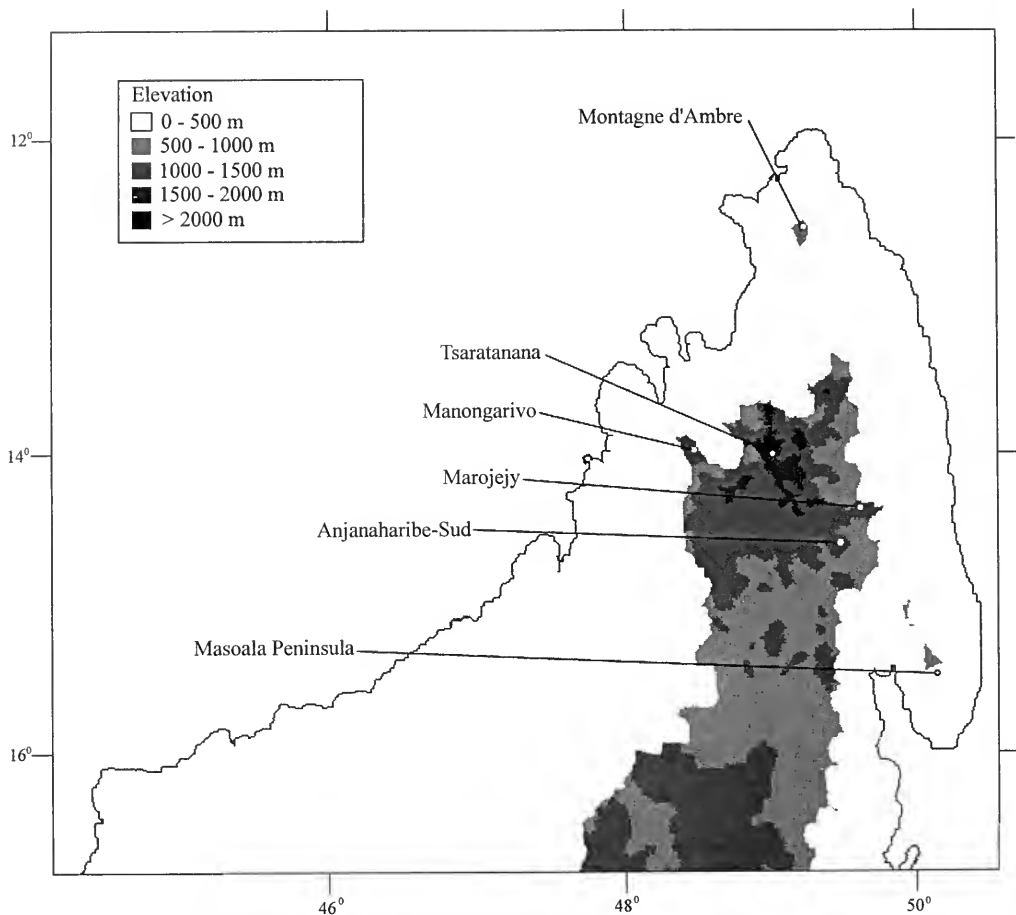 Elevation
0 - 500 m
500 - 1000 m
1000 - 1500 m
1500 - 2000 m
> 2000 m
Montagne d'Ambre
12°
Tsaratanana
Manongarivo
14°
Marojejy
Anjanaharibe-Sud
Masoala Peninsula
16°
46°
48°
50°